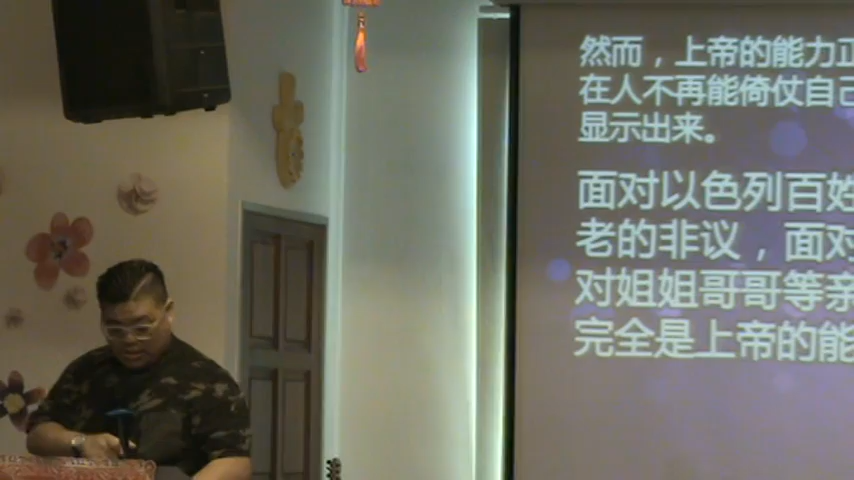 然而，上帝的能力正
在人不再能倚仗自己
显示出来。
面对以色列百姓
老的非议，面对
对姐姐哥哥等亲
完全是上帝的能